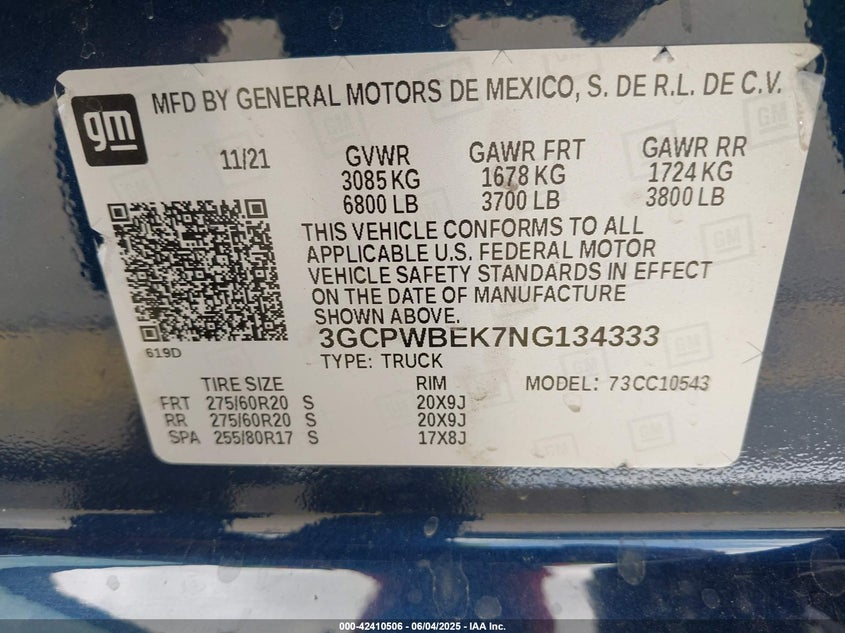 gm
MFD BY GENERAL MOTORS DE MEXICO, S. DE R.L. DE C.V.
11/21 GVWR GAWR FRT GAWR RR
3085 KG 1678 KG 1724 KG
6800 LB 3700 LB 3800 LB
THIS VEHICLE CONFORMS TO ALL
APPLICABLE U.S. FEDERAL MOTOR
VEHICLE SAFETY STANDARDS IN EFFECT
ON THE DATE OF MANUFACTURE
SHOWN ABOVE.
619D
3GCPWBEK7NG134333
TYPE: TRUCK
TIRE SIZE RIM MODEL: 73CC10543
FRT 275/60R20 S 20X9J
RR 275/60R20 S 20X9J
SPA 255/80R17 S 17X8J
000-42410506 - 06/04/2025 - IAA Inc.